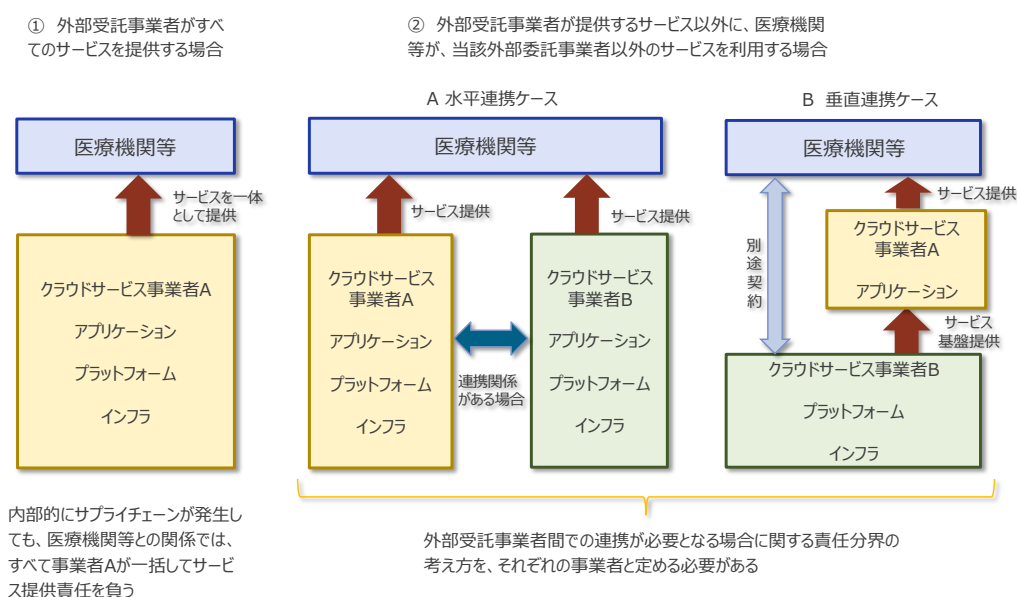 ① 外部受託事業者がすべ
てのサービスを提供する場合
② 外部受託事業者が提供するサービス以外に、医療機関
等が、当該外部委託事業者以外のサービスを利用する場合
A 水平連携ケース
B 垂直連携ケース
医療機関等
サービスを一体
として提供
クラウドサービス事業者A
アプリケーション
プラットフォーム
インフラ
医療機関等
サービス提供
サービス提供
クラウドサービス
事業者A
アプリケーション
プラットフォーム
インフラ
連携関係
がある場合
クラウドサービス
事業者B
アプリケーション
プラットフォーム
インフラ
医療機関等
サービス提供
別途契約
クラウドサービス
事業者A
アプリケーション
サービス
基盤提供
クラウドサービス事業者B
プラットフォーム
インフラ
内部的にサプライチェーンが発生し
ても、医療機関等との関係では、
すべて事業者Aが一括してサービ
ス提供責任を負う
外部受託事業者間での連携が必要となる場合に関する責任分界の
考え方を、それぞれの事業者と定める必要がある